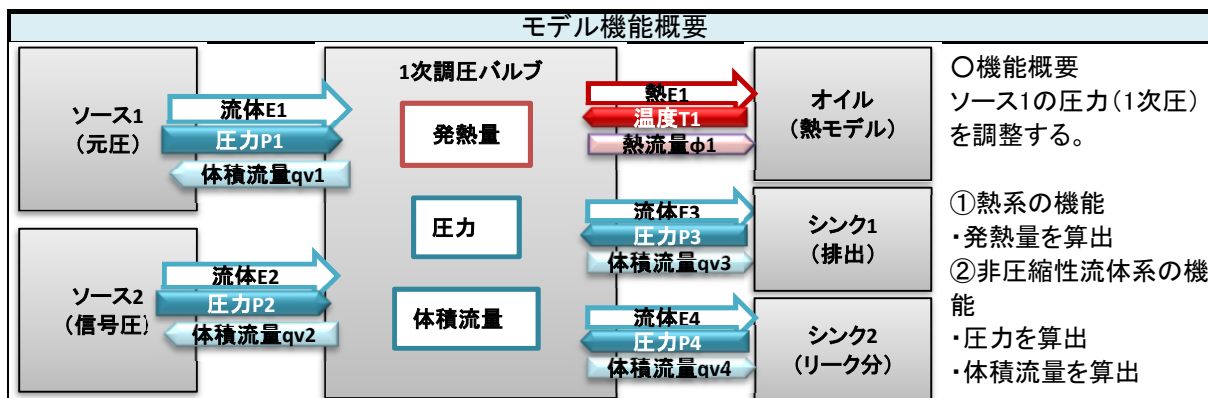 モデル機能概要
ソース1
(元圧)
流体E1
圧力P1
体積流量qv1
ソース2
(信号圧)
流体E2
圧力P2
体積流量qv2
1次調圧バルブ
発熱量
圧力
体積流量
熱E1
温度T1
熱流量φ1
オイル
(熱モデル)
流体E3
圧力P3
体積流量qv3
シンク1
(排出)
流体E4
圧力P4
体積流量qv4
シンク2
(リーク分)
〇機能概要
ソース1の圧力(1次圧)
を調整する。
①熱系の機能
・発熱量を算出
②非圧縮性流体系の機
能
・圧力を算出
・体積流量を算出